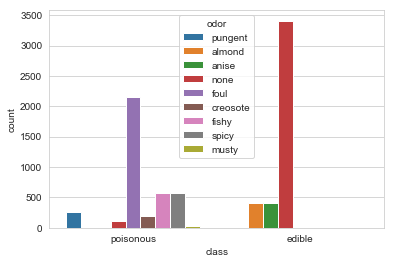 odor
pungent
almond
anise
none
foul
creosote
fishy
spicy
musty
3500
3000
2500
2000
1500
1000
500
0
count
poisonous edible
class